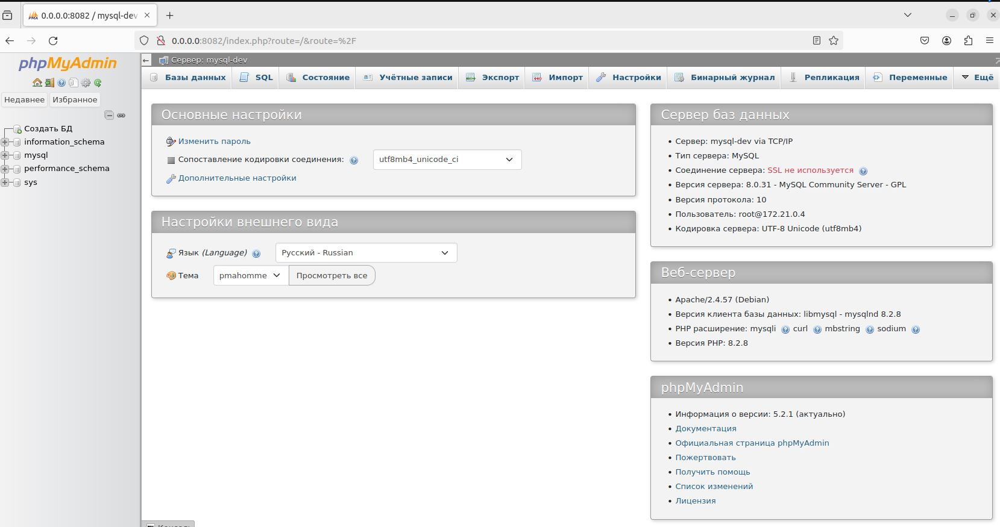 0.0.0.0:8082 / mysql-dev
0.0.0.0:8082/index.php?route=/&route=%2F
phpMyAdmin
Недавнее Избранное
Создать БД
information_schema
mysql
performance_schema
sys
Сервер: mysql-dev
Базы данных SQL Состояние Учётные записи Экспорт Импорт Настройки Бинарный журнал Репликация Переменные Ещё
Основные настройки
Изменить пароль
Сопоставление кодировки соединения: utf8mb4_unicode_ci
Дополнительные настройки
Настройки внешнего вида
Язык (Language) Русский - Russian
Тема pmahomme Просмотреть все
Сервер баз данных
• Сервер: mysql-dev via TCP/IP
• Тип сервера: MySQL
• Соединение сервера: SSL не используется
• Версия сервера: 8.0.31 - MySQL Community Server - GPL
• Версия протокола: 10
• Пользователь: root@172.21.0.4
• Кодировка сервера: UTF-8 Unicode (utf8mb4)
Веб-сервер
• Apache/2.4.57 (Debian)
• Версия клиента базы данных: libmysql - mysqlnd 8.2.8
• PHP расширение: mysqli curl mbstring sodium
• Версия PHP: 8.2.8
phpMyAdmin
• Информация о версии: 5.2.1 (актуально)
• Документация
• Официальная страница phpMyAdmin
• Пожертвовать
• Получить помощь
• Список изменений
• Лицензия